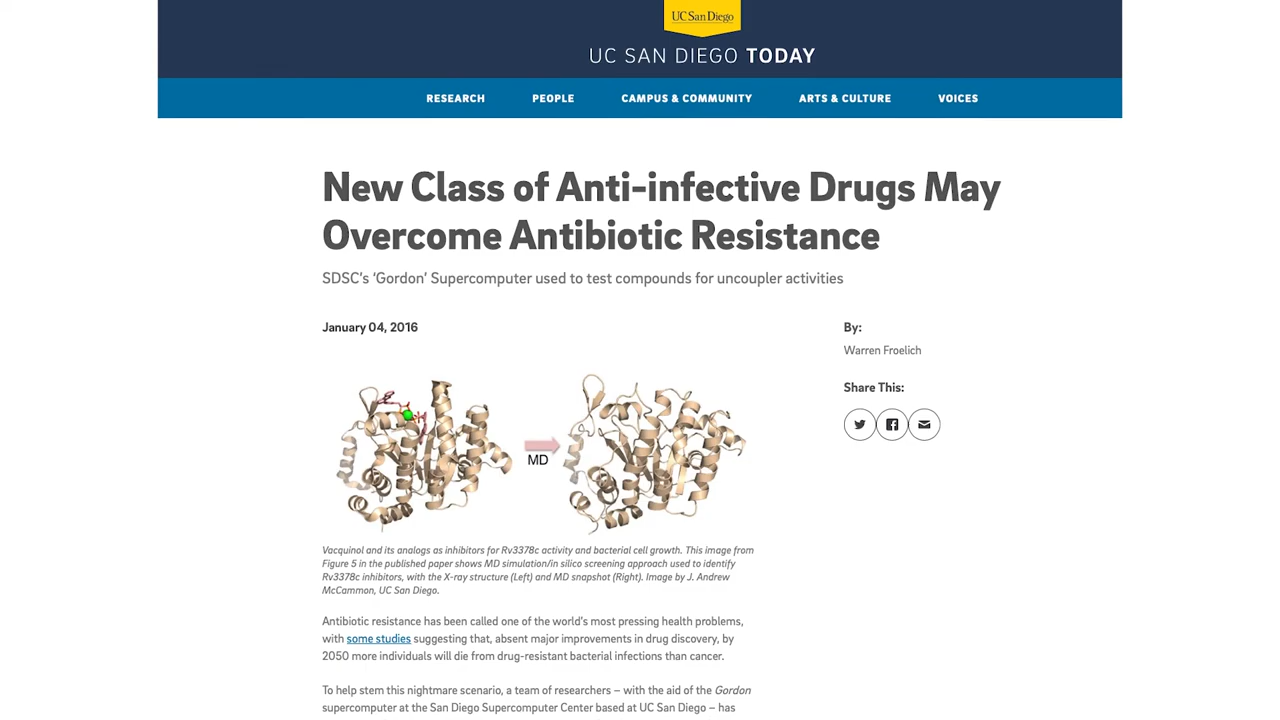 UC San Diego
UC SAN DIEGO TODAY
RESEARCH PEOPLE CAMPUS & COMMUNITY ARTS & CULTURE VOICES
New Class of Anti-infective Drugs May
Overcome Antibiotic Resistance
SDSC's 'Gordon' Supercomputer used to test compounds for uncoupler activities
January 04, 2016
By:
Warren Froelich
Share This:
MD
Vacquinol and its analogs as inhibitors for Rv3378c activity and bacterial cell growth. This image from
Figure 5 in the published paper shows MD simulation/in silico screening approach used to identify
Rv3378c inhibitors, with the X-ray structure (Left) and MD snapshot (Right). Image by J. Andrew
McCammon, UC San Diego.
Antibiotic resistance has been called one of the world's most pressing health problems,
with some studies suggesting that, absent major improvements in drug discovery, by
2050 more individuals will die from drug-resistant bacterial infections than cancer.
To help stem this nightmare scenario, a team of researchers – with the aid of the Gordon
supercomputer at the San Diego Supercomputer Center based at UC San Diego – has